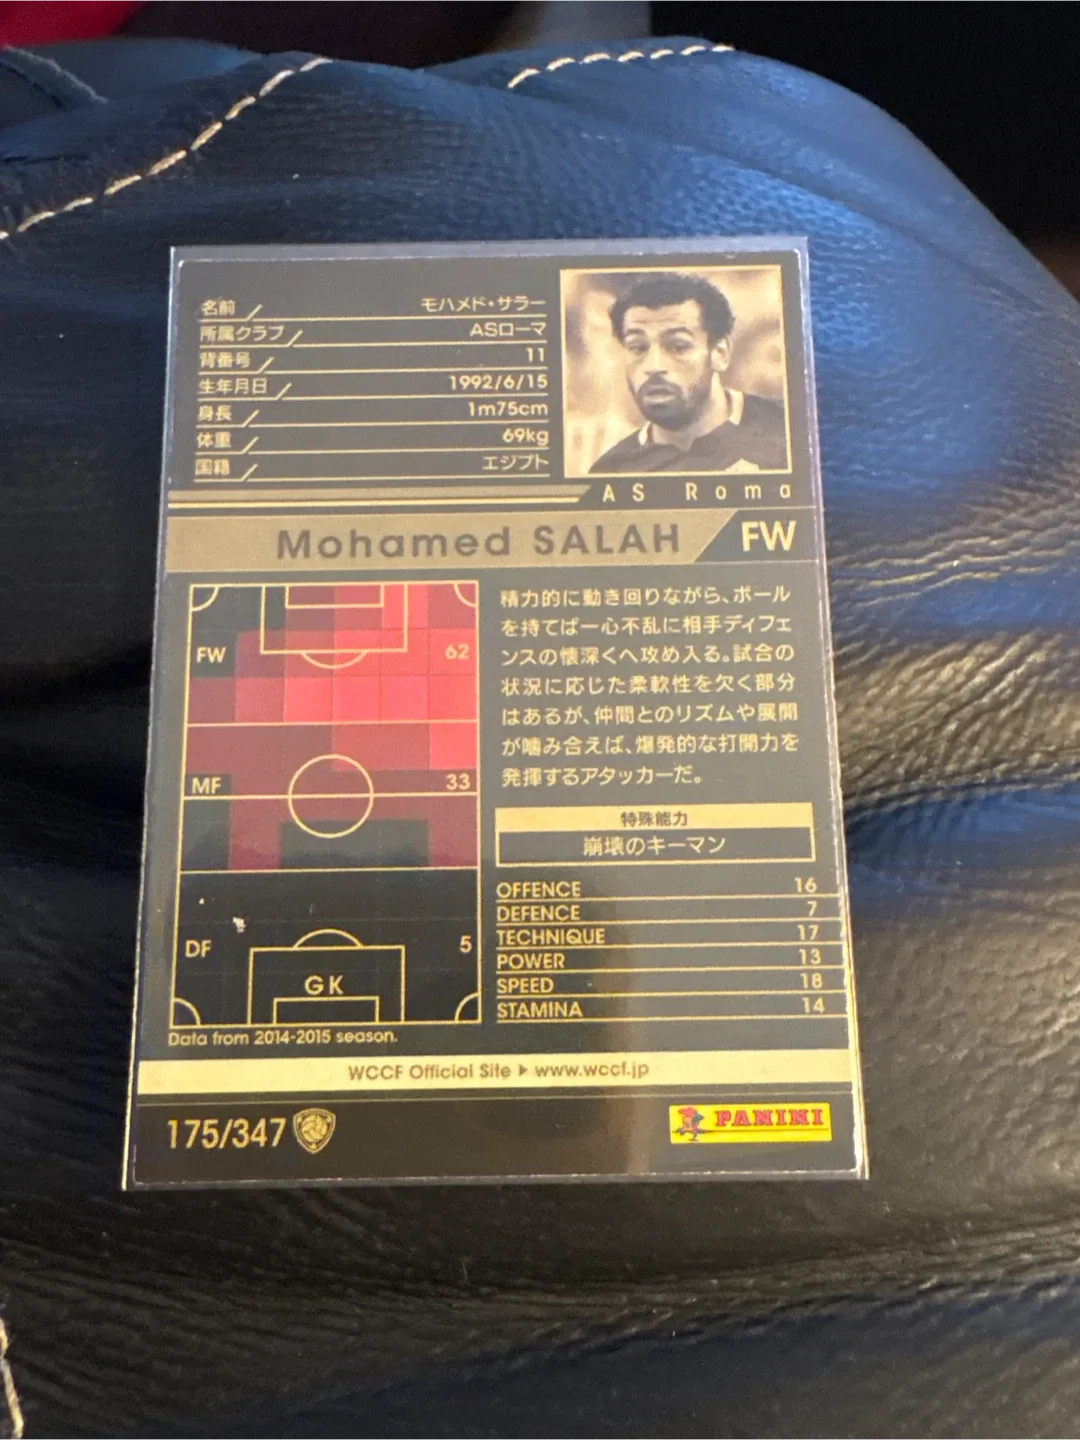 名前 モハメド・サラー
所属クラブ ASローマ
背番号 11
生年月日 1992/6/15
身長 1m75cm
体重 69kg
国籍 エジプト
AS Roma
Mohamed SALAH FW
FW 62
MF 33
DF 5
GK
Data from 2014-2015 season.
精力的に動き回りながら、ボール
を持てば一心不乱に相手ディフェ
ンスの懐深くへ攻め入る。試合の
状況に応じた柔軟性を欠く部分
はあるが、仲間とのリズムや展開
が噛み合えば、爆発的な打開力を
発揮するアタッカーだ。
特殊能力
崩壊のキーマン
OFFENCE 16
DEFENCE 7
TECHNIQUE 17
POWER 13
SPEED 18
STAMINA 14
WCCF Official Site ▶ www.wccf.jp
175/347
PANINI